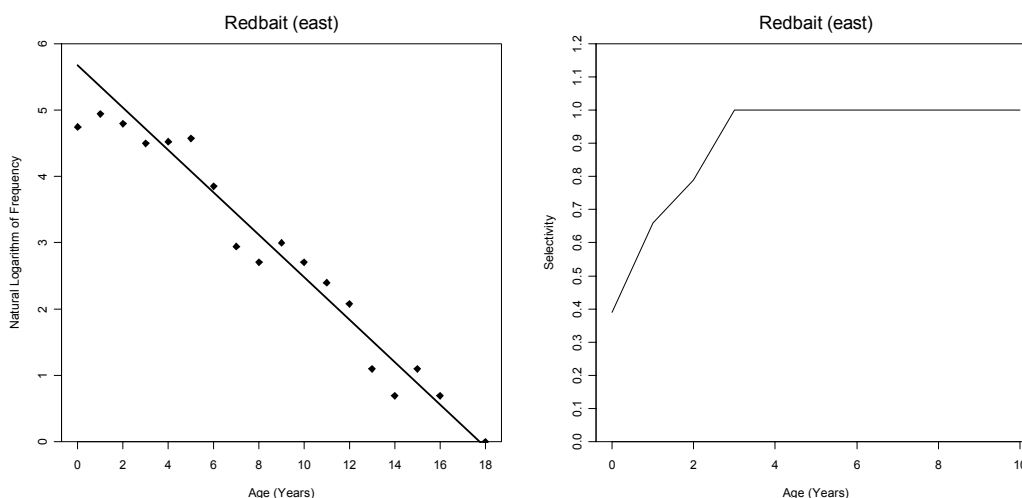 Redbait (east)
Natural Logarithm of Frequency
6
5
4
3
2
1
0
0 2 4 6 8 10 12 14 16 18
Age (Years)
Redbait (east)
Selectivity
1.2
1.1
1.0
0.9
0.8
0.7
0.6
0.5
0.4
0.3
0.2
0.1
0.0
0 2 4 6 8 10
Age (Years)